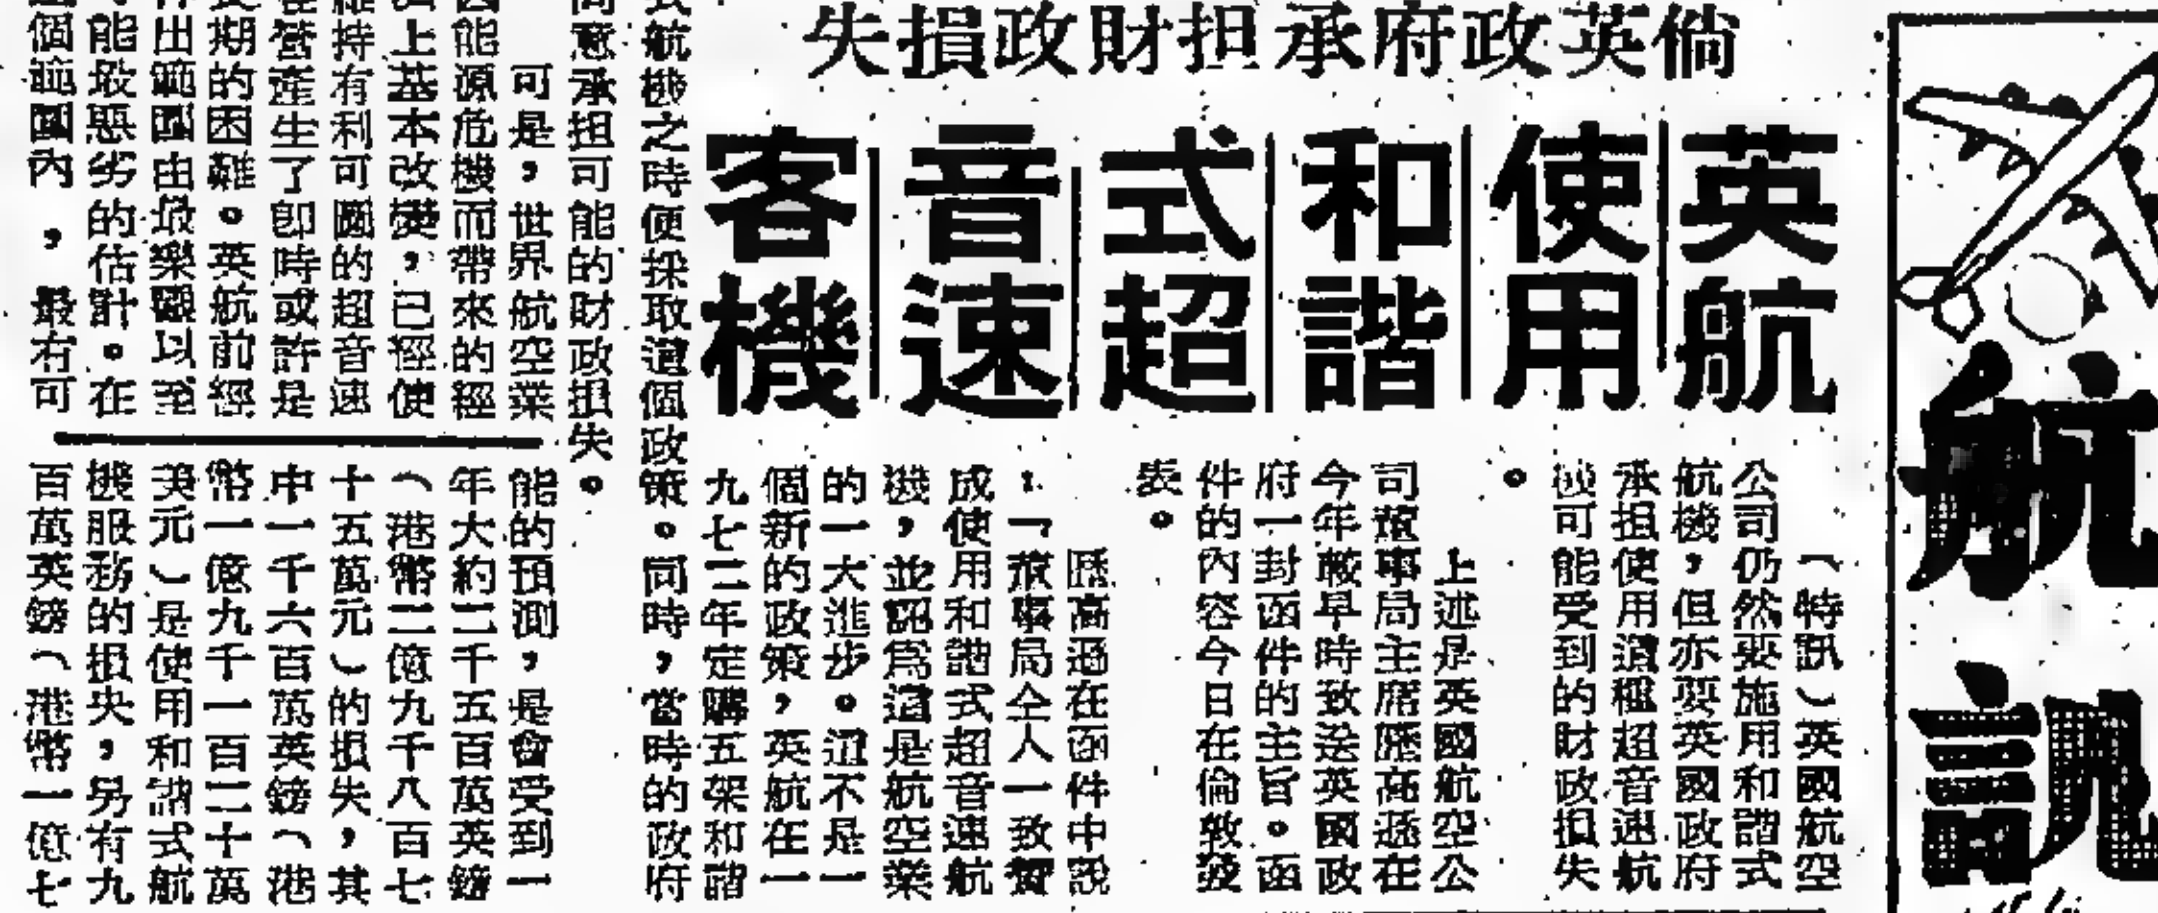 航訊
倘英政府承担財政損失
英航
使用
和諧
式超
音速
客機
（特訊）英國航空
公司仍然要施用和諧式
航機，但亦要英國政府
承担使用這種超音速航
機可能受到的財政損失
。
上述是英國航空公
司董事局主席歷高遜在
今年較早時致送英國政
府一封函件的主旨。函
件的內容今日在倫敦發
表。
歷高遜在函件中說
：「董事局仝人一致贊
成使用和諧式超音速航
機，並認爲這是航空業
的一大進步。這不是一
個新的政策，英航在一
九七二年定購五架和諧
式航機之時便採取這個政策。同時，當時的政府
同意承担可能的財政損失。
可是，世界航空業
因能源危機而帶來的經
濟上基本改變，已經使
維持有利可圖的超音速
營產生了即時或許是
長期的困難。英航前經
作出範圍由最樂觀以至
能最惡劣的估計。在
這個範圍內，最有可
能的預測，是會受到一
年大約二千五百萬英鎊
（港幣二億九千八百七
十五萬元）的損失，其
中一千六百萬英鎊（港
幣一億九千一百二十萬
美元）是使用和諧式航
機服務的損失，另有九
百萬英鎊（港幣一億七